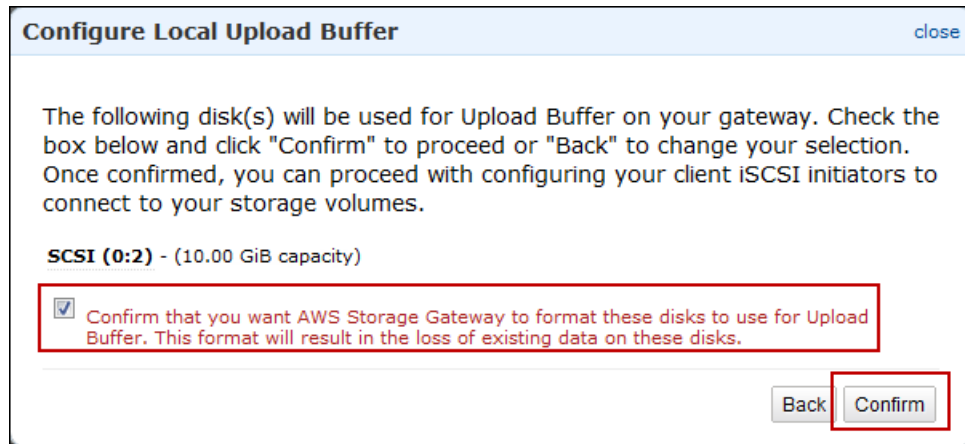 Configure Local Upload Buffer
close
The following disk(s) will be used for Upload Buffer on your gateway. Check the
box below and click "Confirm" to proceed or "Back" to change your selection.
Once confirmed, you can proceed with configuring your client iSCSI initiators to
connect to your storage volumes.
SCSI (0:2) - (10.00 GiB capacity)
Confirm that you want AWS Storage Gateway to format these disks to use for Upload
Buffer. This format will result in the loss of existing data on these disks.
Back
Confirm